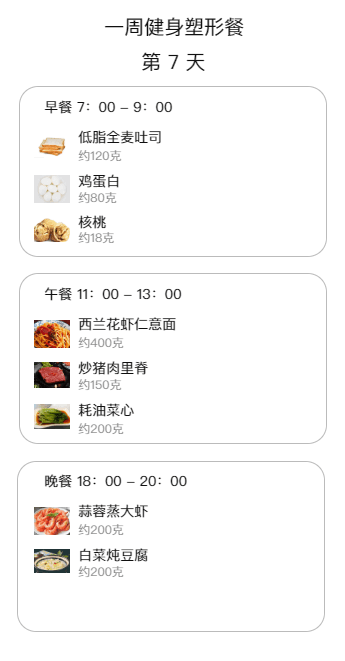 一周健身塑形餐
第 7 天
早餐 7：00 – 9：00
低脂全麦吐司
约120克
鸡蛋白
约80克
核桃
约18克
午餐 11：00 – 13：00
西兰花虾仁意面
约400克
炒猪肉里脊
约150克
耗油菜心
约200克
晚餐 18：00 – 20：00
蒜蓉蒸大虾
约200克
白菜炖豆腐
约200克